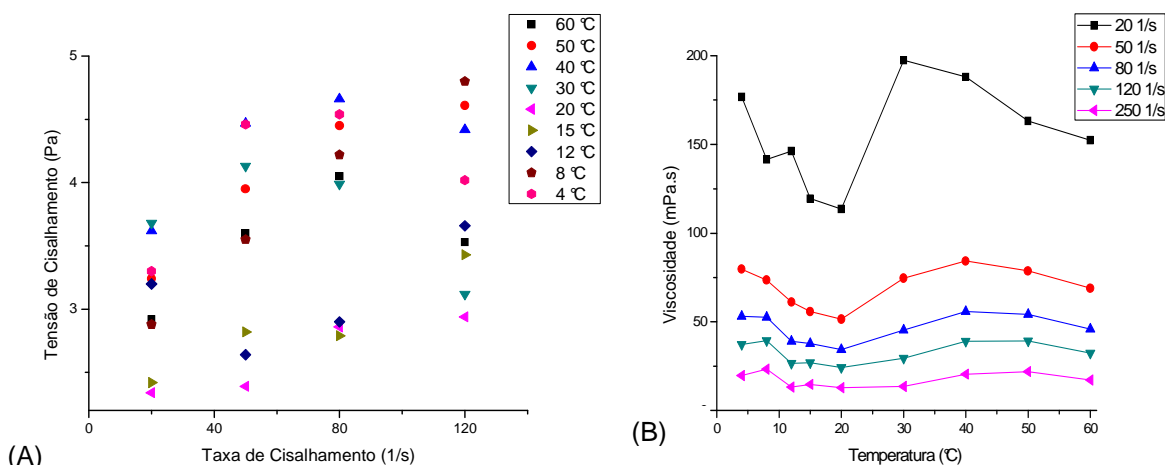 60 °C
50 °C
40 °C
30 °C
20 °C
15 °C
12 °C
8 °C
4 °C
5
4
3
Tensão de Cisalhamento (Pa)
0
40
80
120
Taxa de Cisalhamento (1/s)
(A)
20 1/s
50 1/s
80 1/s
120 1/s
250 1/s
200
150
100
50
-
Viscosidade (mPa.s)
0
10
20
30
40
50
60
Temperatura (°C)
(B)